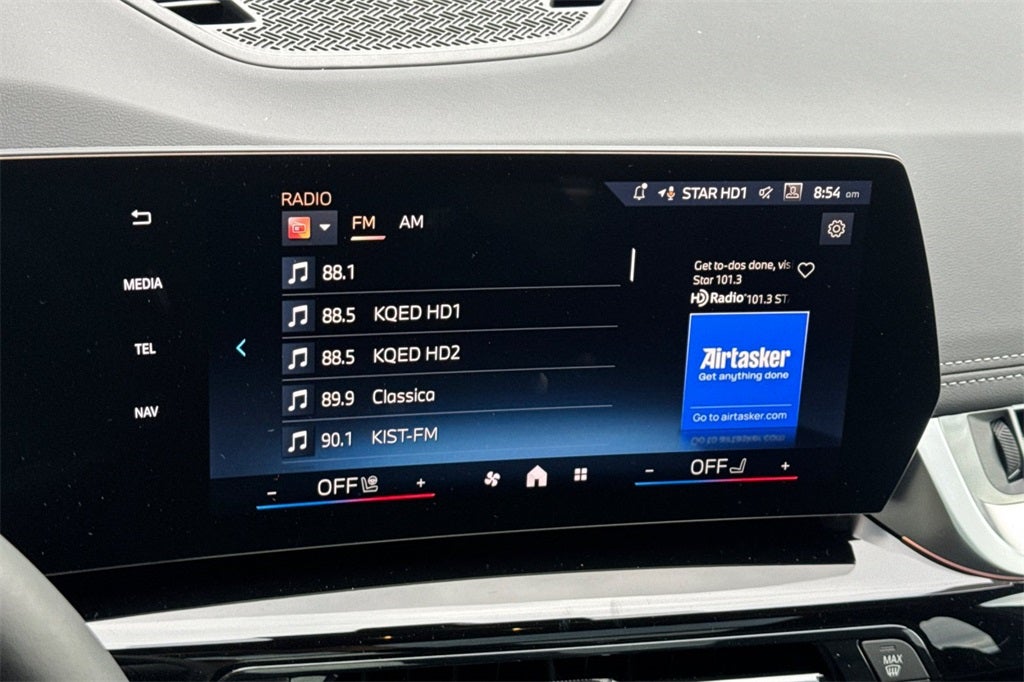 RADIO
STAR HD1
8:54 am
FM AM
MEDIA
TEL
NAV
88.1
88.5 KQED HD1
88.5 KQED HD2
89.9 Classica
90.1 KIST-FM
Get to-dos done, vis
Star 101.3
HD Radio 101.3 ST
Airtasker
Get anything done
Go to airtasker.com
- OFF +
- OFF +
MAX